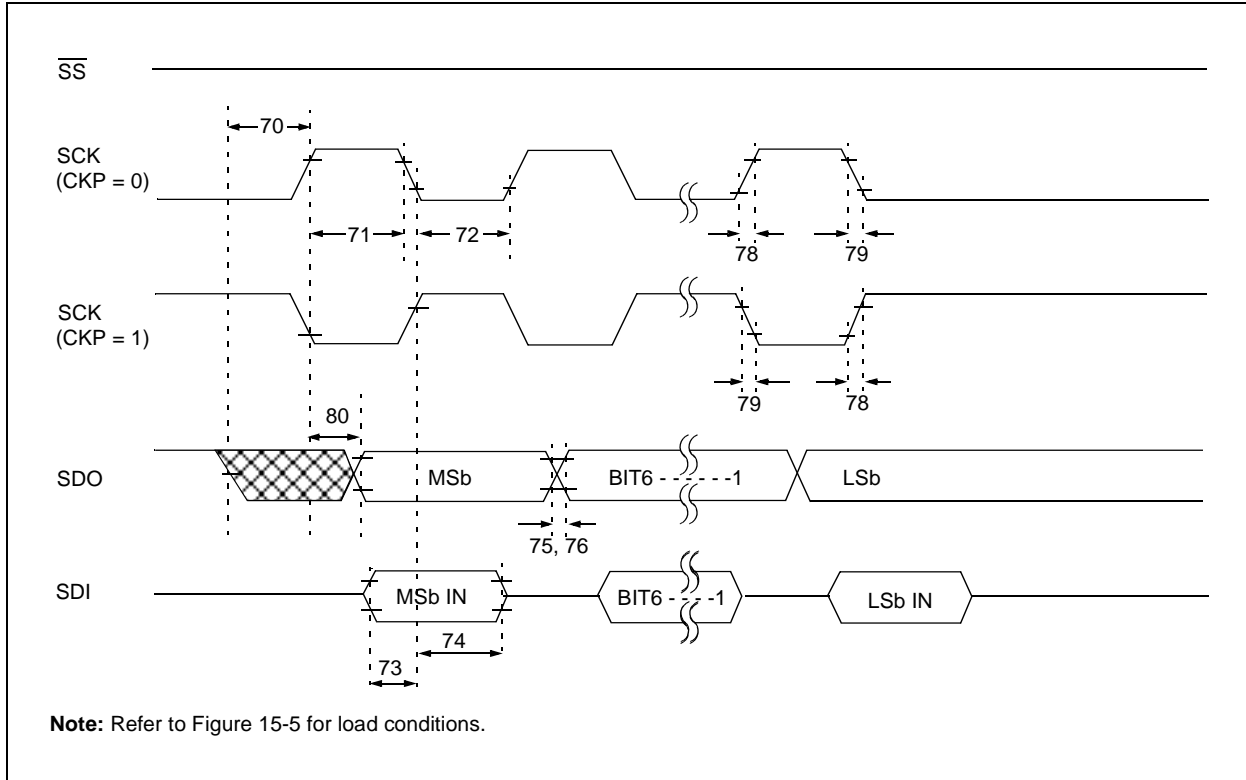 SS
70
SCK
(CKP = 0)
71
72
78
79
SCK
(CKP = 1)
79
78
80
SDO
MSb
BIT6 - - - - - -1
LSb
75, 76
SDI
MSb IN
BIT6 - - - - -1
LSb IN
74
73
Note: Refer to Figure 15-5 for load conditions.